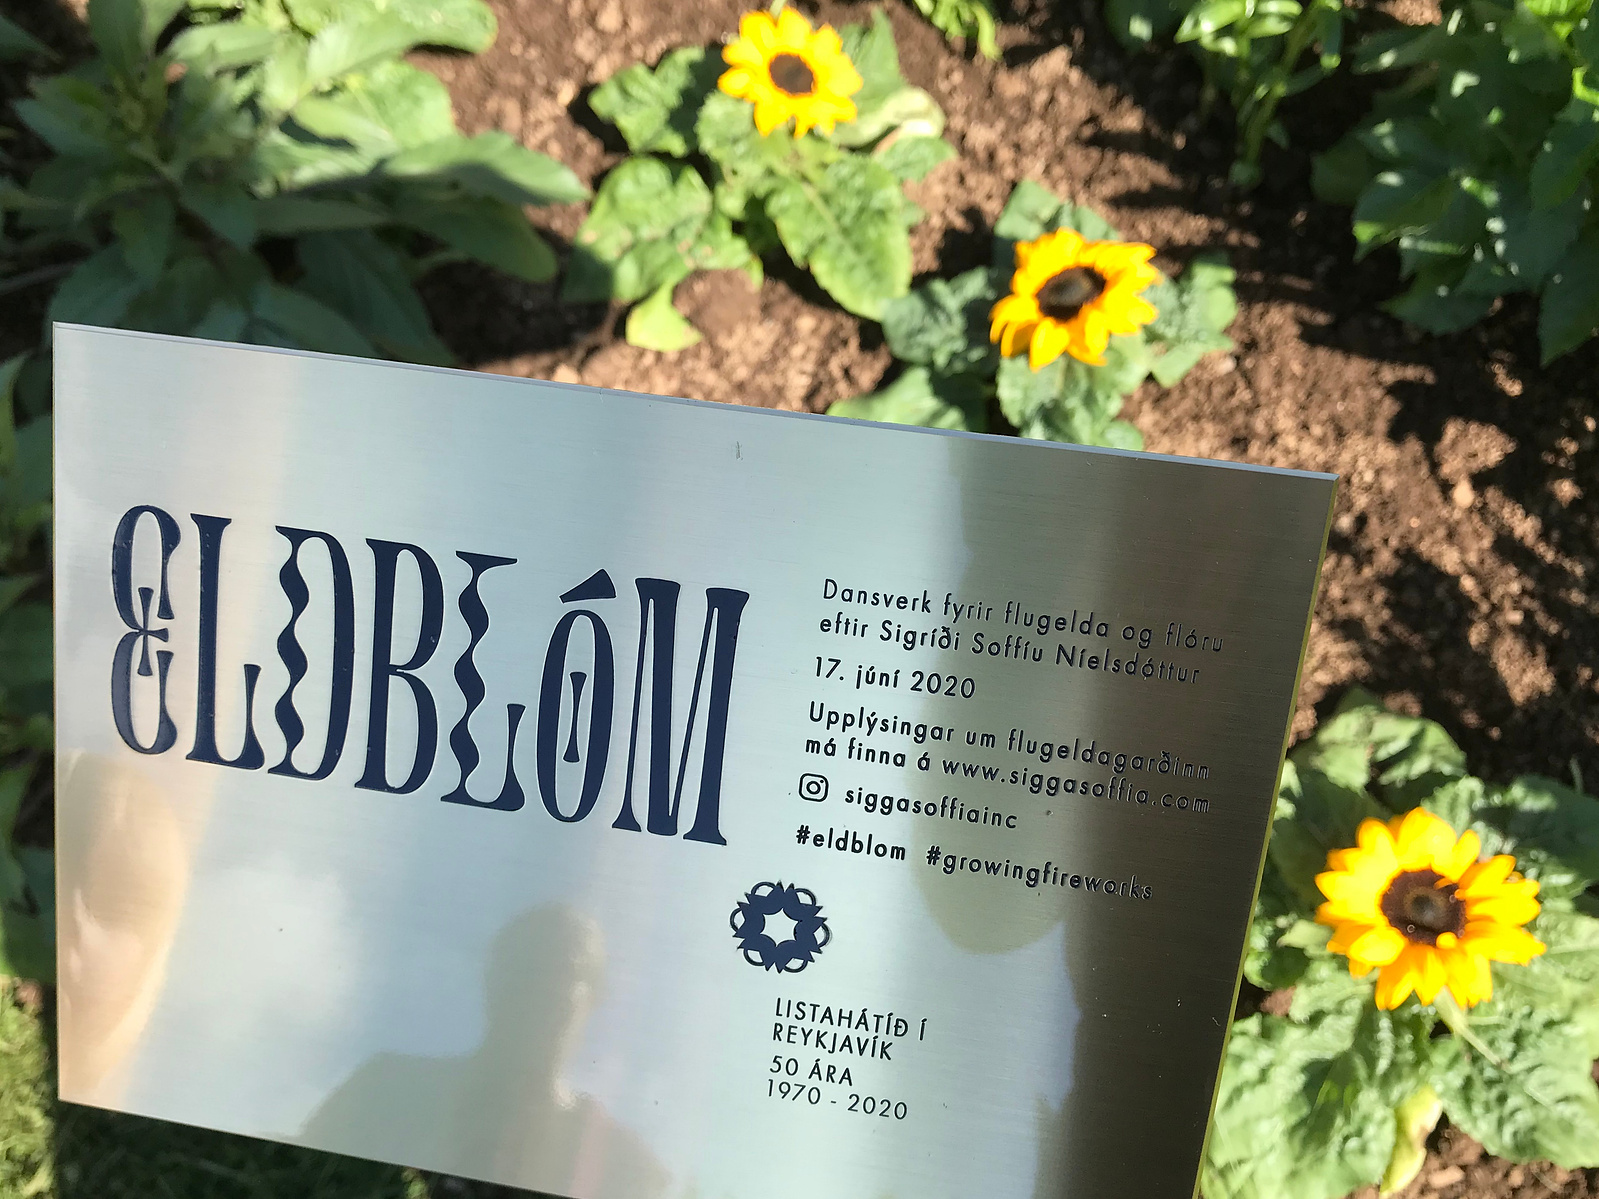 ELDBLÓM
Dansverk fyrir flugelda og flóru
eftir Sigríði Soffíu Níelsdóttur
17. júní 2020
Upplýsingar um flugeldagarðinn
má finna á www.siggasoffia.com
siggasoffiainc
#eldblom #growingfireworks
LISTAHÁTÍÐ Í
REYKJAVÍK
50 ÁRA
1970 - 2020